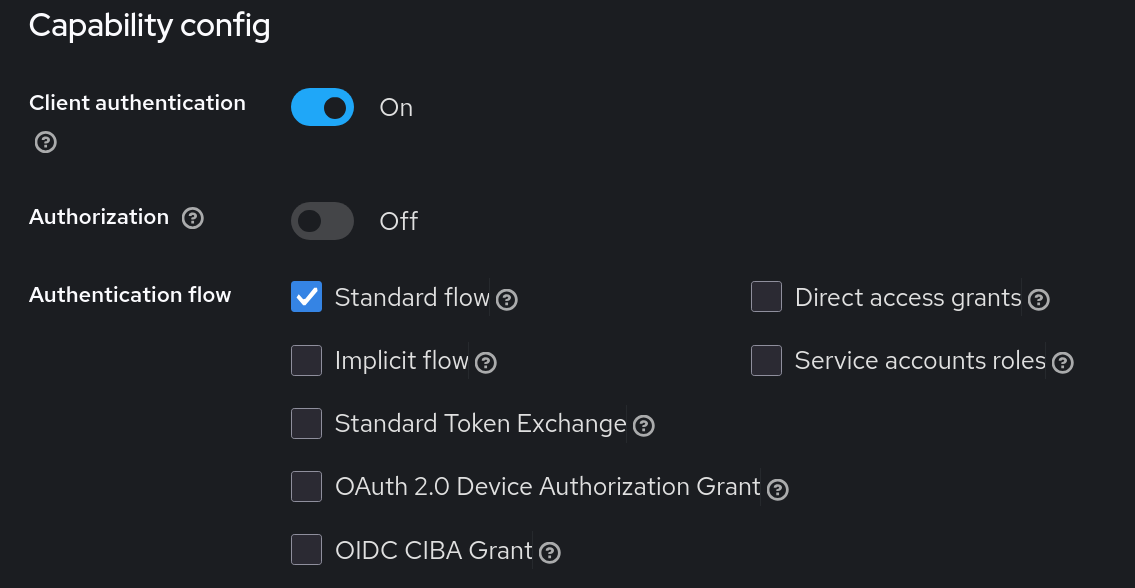 Capability config
Client authentication
On
Authorization
Off
Authentication flow
Standard flow
Direct access grants
Implicit flow
Service accounts roles
Standard Token Exchange
OAuth 2.0 Device Authorization Grant
OIDC CIBA Grant